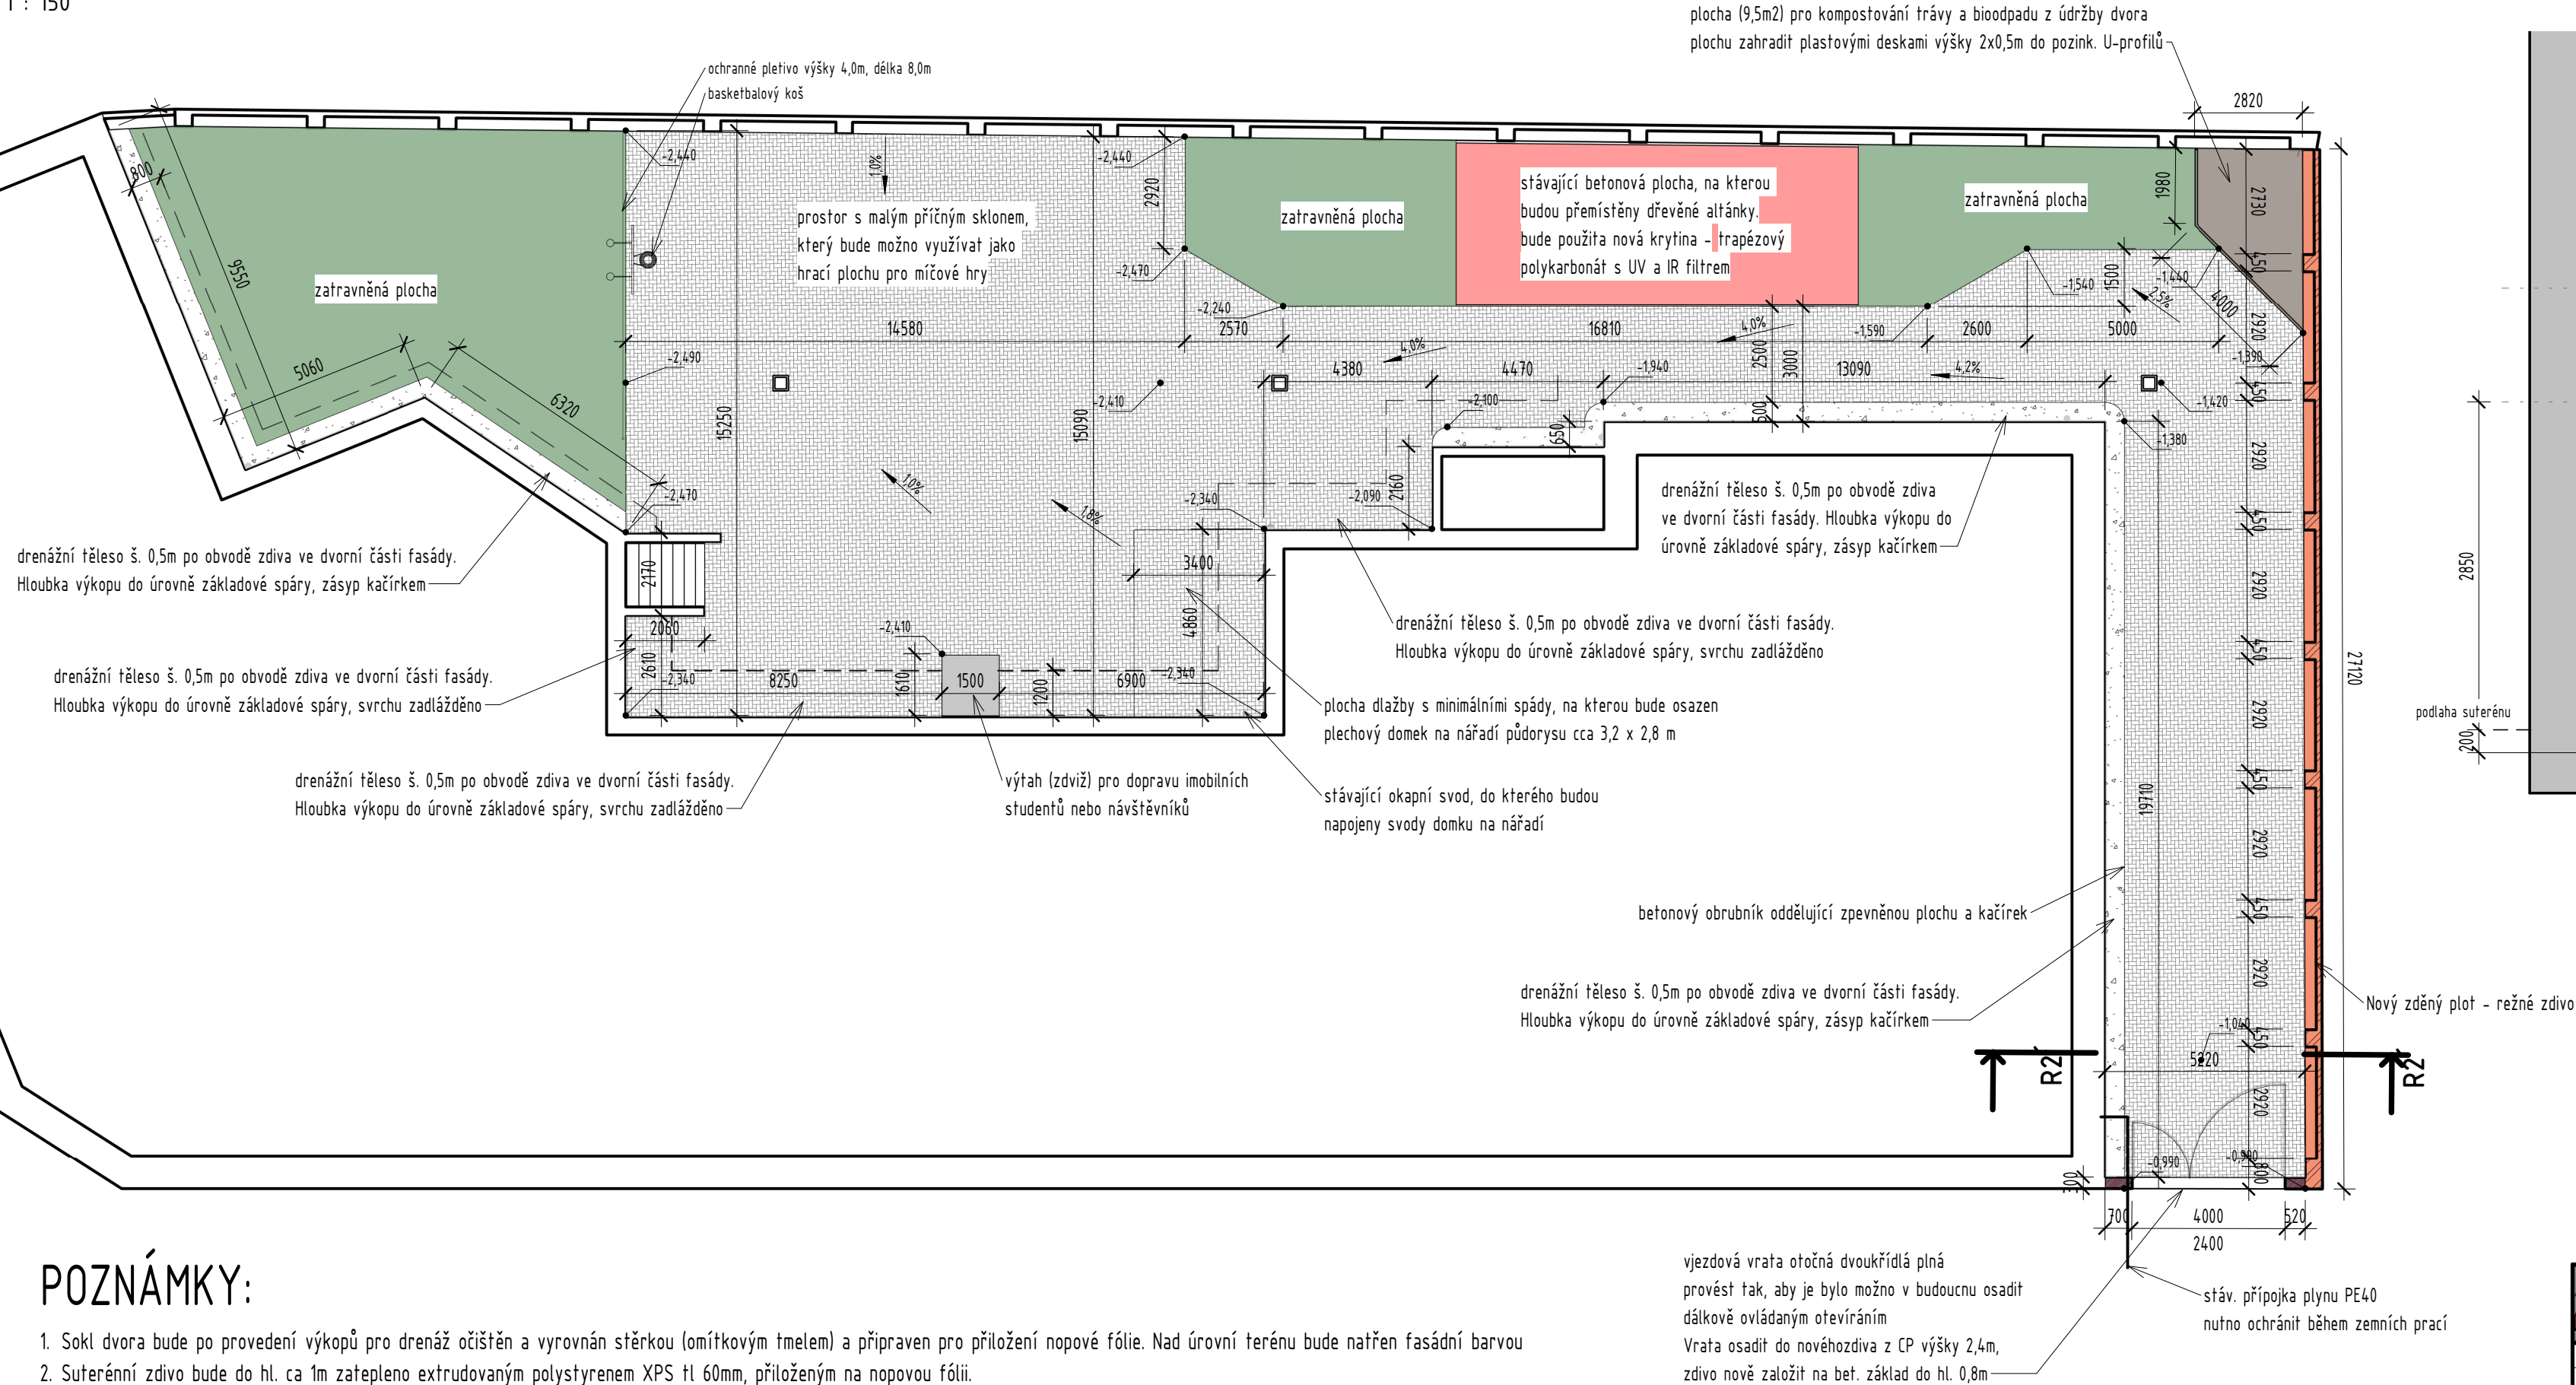 1 : 150
plocha (9,5m2) pro kompostování trávy a bioodpadu z údržby dvora
plochu zahradit plastovými deskami výšky 2x0,5m do pozink. U-profilů
ochranné pletivo výšky 4,0m, délka 8,0m
basketbalový koš
2820
800
-2,440
1,0%
-2,440
2920
1980
2730
prostor s malým příčným sklonem,
který bude možno využívat jako
hrací plochu pro míčové hry
stávající betonová plocha, na kterou
budou přemístěny dřevěné altánky.
bude použita nová krytina - trapézový
polykarbonát s UV a IR filtrem
zatravněná plocha
zatravněná plocha
zatravněná plocha
9550
-2,470
-1,540
1500
-1,440
2,5%
4000
450
-2,240
14580
2570
16810
4,0%
-1,590
2600
5000
2920
5060
-2,490
4,0%
2500
3000
-1,390
4380
4470
-1,940
13090
4,2%
450
6320
15250
15090
-2,410
-2,100
500
650
-1,420
-1,380
2920
2850
-2,470
1,0%
1,8%
-2,340
-2,090
2160
450
drenážní těleso š. 0,5m po obvodě zdiva
ve dvorní části fasády. Hloubka výkopu do
úrovně základové spáry, zásyp kačírkem
drenážní těleso š. 0,5m po obvodě zdiva ve dvorní části fasády.
Hloubka výkopu do úrovně základové spáry, zásyp kačírkem
2170
3400
4860
2920
2060
-2,410
450
27120
drenážní těleso š. 0,5m po obvodě zdiva ve dvorní části fasády.
Hloubka výkopu do úrovně základové spáry, svrchu zadlážděno
drenážní těleso š. 0,5m po obvodě zdiva ve dvorní části fasády.
Hloubka výkopu do úrovně základové spáry, svrchu zadlážděno
2610
-2,340
8250
1610
1500
1200
6900
-2,340
2920
podlaha suterénu
200
plocha dlažby s minimálními spády, na kterou bude osazen
plechový domek na nářadí půdorysu cca 3,2 x 2,8 m
drenážní těleso š. 0,5m po obvodě zdiva ve dvorní části fasády.
Hloubka výkopu do úrovně základové spáry, svrchu zadlážděno
výtah (zdviž) pro dopravu imobilních
studentů nebo návštěvníků
stávající okapní svod, do kterého budou
napojeny svody domku na nářadí
19710
450
2920
450
betonový obrubník oddělující zpevněnou plochu a kačírek
2920
drenážní těleso š. 0,5m po obvodě zdiva ve dvorní části fasády.
Hloubka výkopu do úrovně základové spáry, zásyp kačírkem
Nový zděný plot - režné zdivo
-1,040
450
5220
R2
R2
2920
-0,990
-0,990
800
300
700
4000
520
2400
POZNÁMKY:
vjezdová vrata otočná dvoukřídlá plná
provést tak, aby je bylo možno v budoucnu osadit
dálkově ovládaným otevíráním
Vrata osadit do novéhozdiva z CP výšky 2,4m,
zdivo nově založit na bet. základ do hl. 0,8m
stáv. přípojka plynu PE40
nutno ochránit během zemních prací
1. Sokl dvora bude po provedení výkopů pro drenáž očištěn a vyrovnán stěrkou (omítkovým tmelem) a připraven pro přiložení nopové fólie. Nad úrovní terénu bude natřen fasádní barvou
2. Suterénní zdivo bude do hl. ca 1m zatepleno extrudovaným polystyrenem XPS tl 60mm, přiloženým na nopovou fólii.